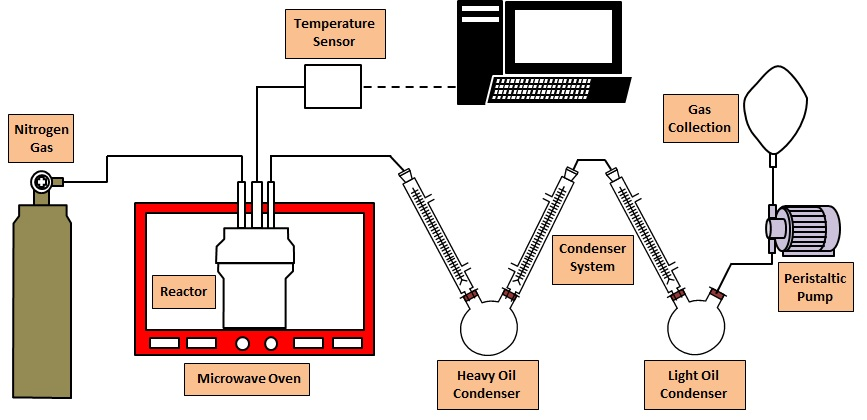 Temperature
Sensor
Nitrogen
Gas
Gas
Collection
Reactor
Condenser
System
Peristaltic
Pump
Microwave Oven
Heavy Oil
Condenser
Light Oil
Condenser